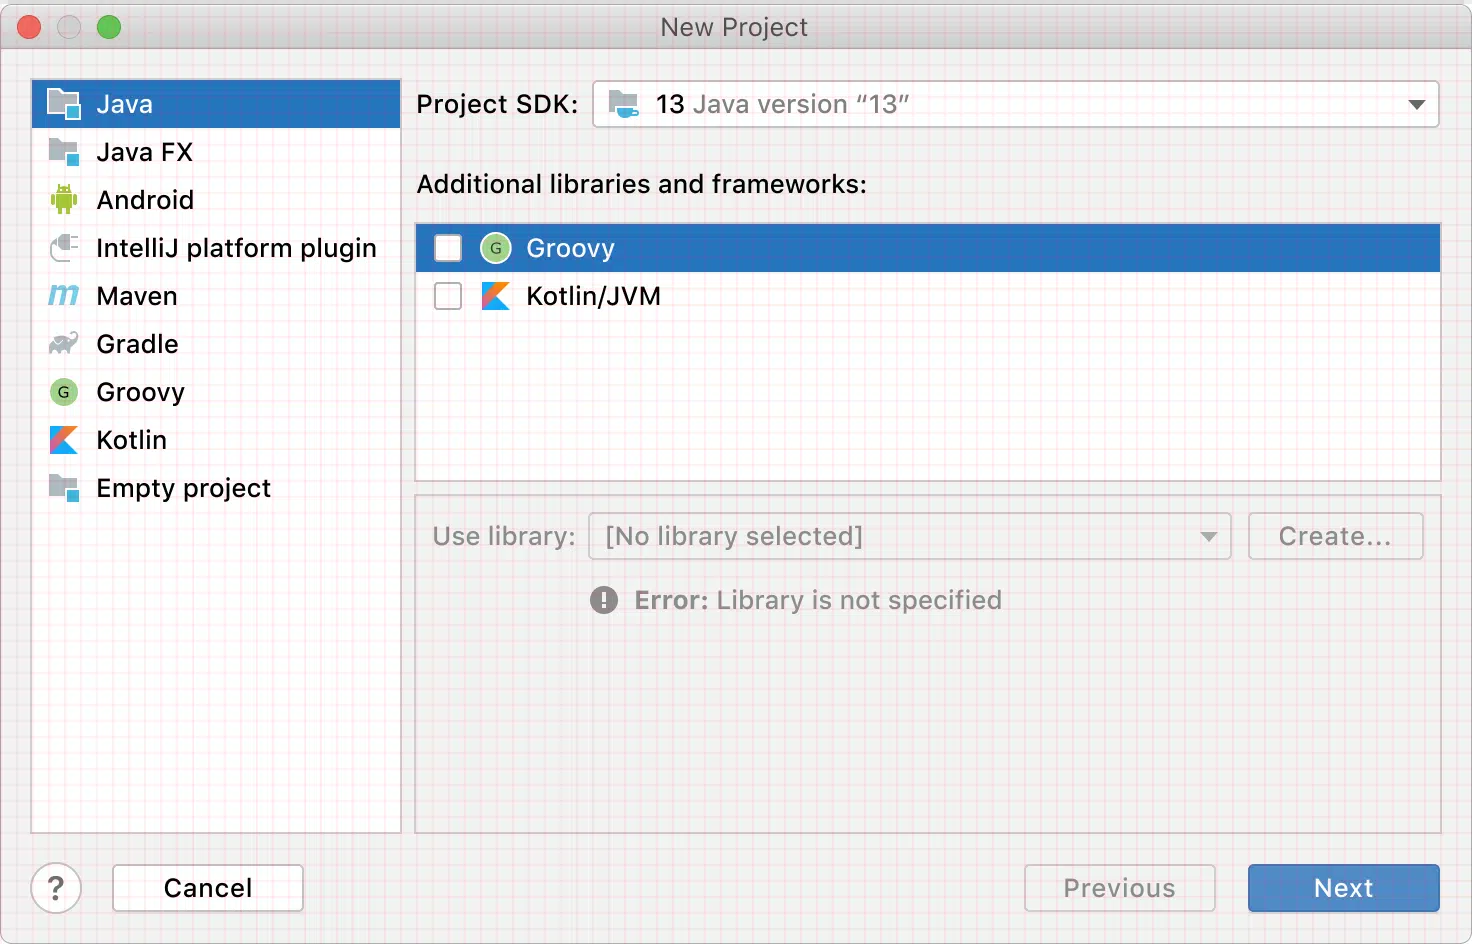 New Project
Java
Java FX
Android
IntelliJ platform plugin
Maven
Gradle
G Groovy
Kotlin
Empty project
Project SDK: 13 Java version “13”
Additional libraries and frameworks:
G Groovy
Kotlin/JVM
Use library: [No library selected] Create...
Error: Library is not specified
? Cancel Previous Next